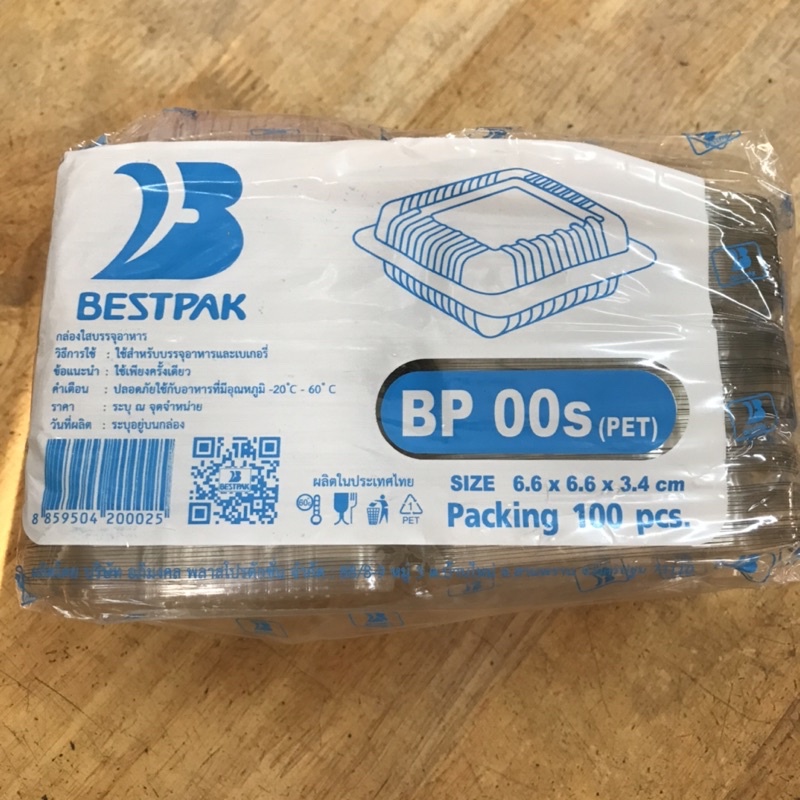 BESTPAK
กล่องใสบรรจุอาหาร
วิธีการใช้ : ใช้สำหรับบรรจุอาหารและเบเกอรี่
ข้อแนะนำ : ใช้เพียงครั้งเดียว
คำเตือน : ปลอดภัยใช้กับอาหารที่มีอุณหภูมิ -20°C - 60°C
ราคา : ระบุ ณ จุดจำหน่าย
วันที่ผลิต : ระบุอยู่บนกล่อง
8 859504 200025
BESTPAK
ผลิตในประเทศไทย
1
PET
BP 00s (PET)
SIZE 6.6 x 6.6 x 3.4 cm
Packing 100 pcs.